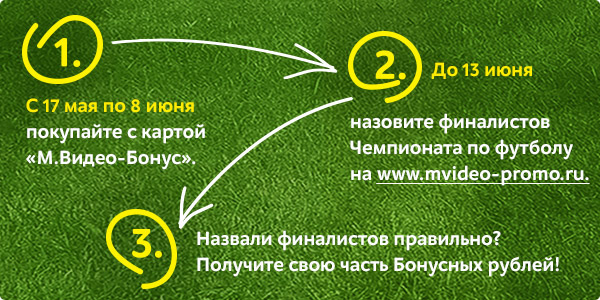 1.
С 17 мая по 8 июня
покупайте с картой
«М.Видео-Бонус».
2.
До 13 июня
назовите финалистов
Чемпионата по футболу
на www.mvideo-promo.ru.
3.
Назвали финалистов правильно?
Получите свою часть Бонусных рублей!